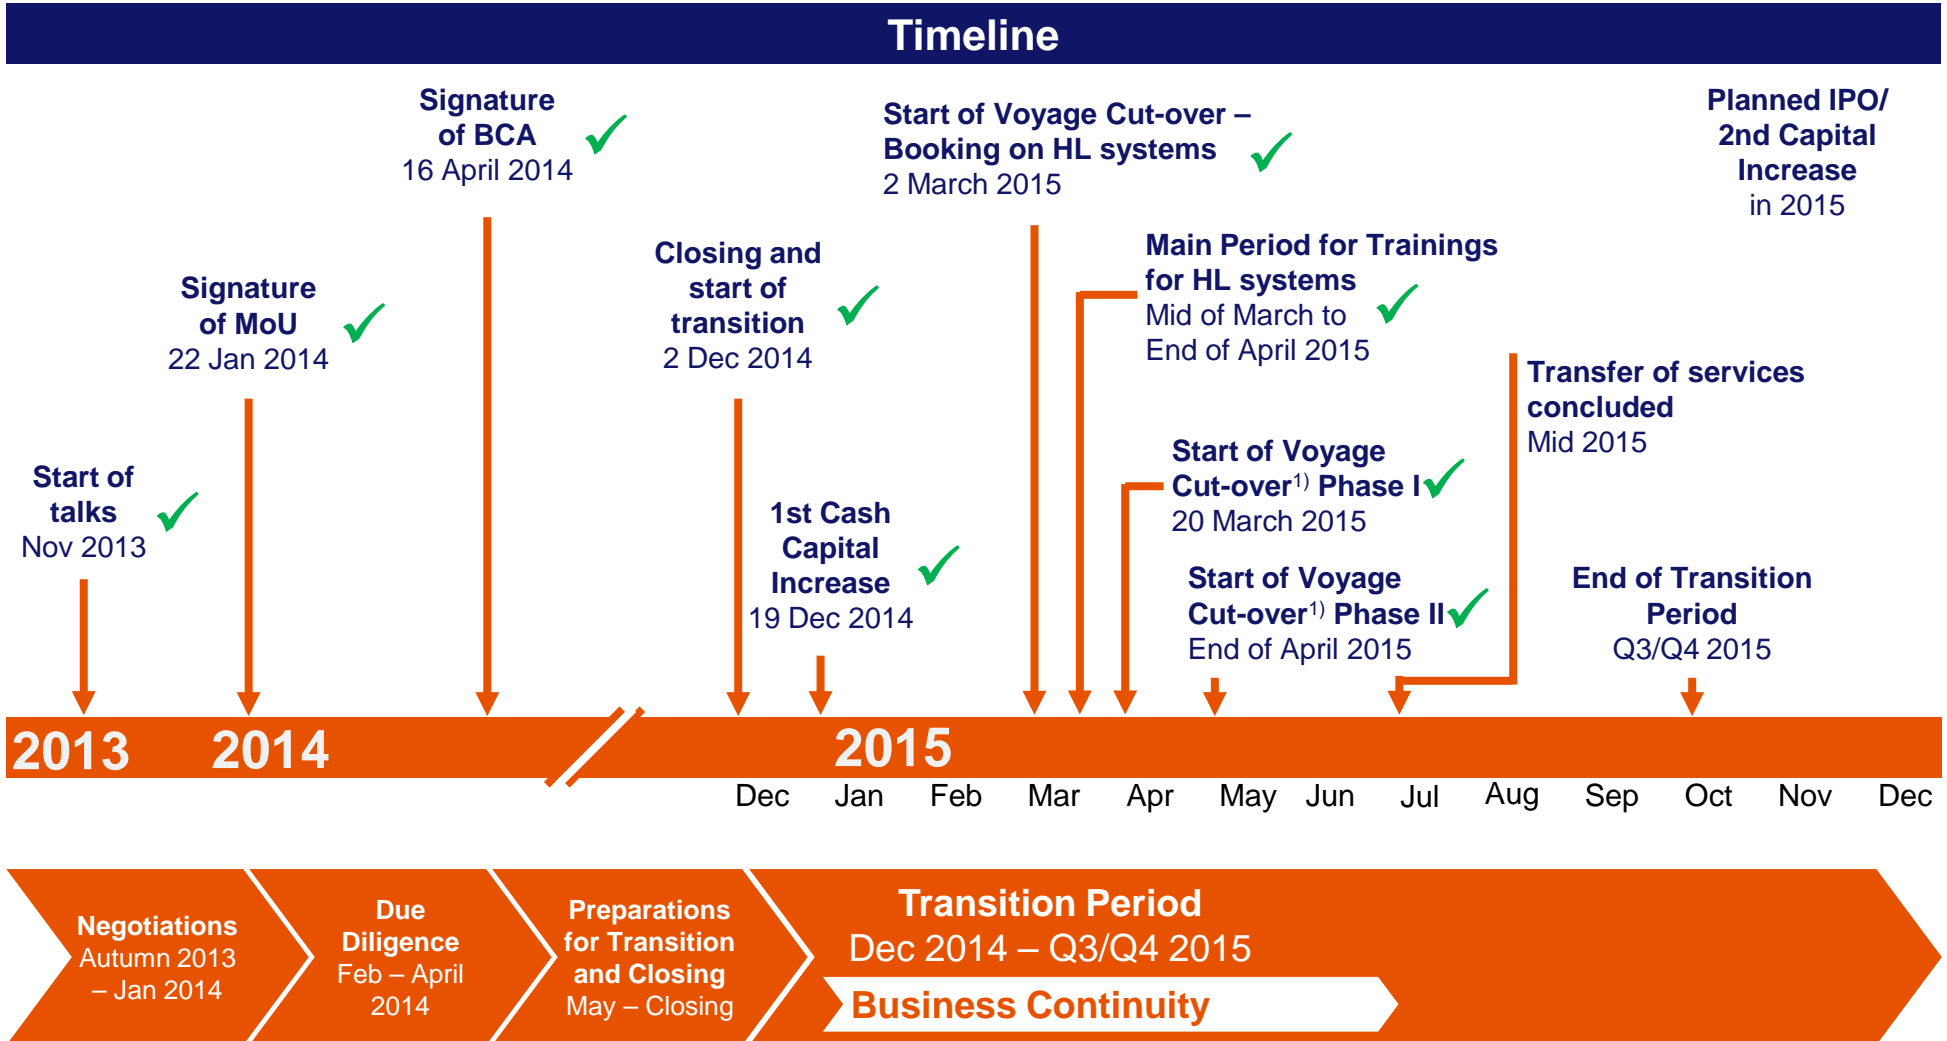 Timeline
Signature
of BCA
16 April 2014
Start of Voyage Cut-over –
Booking on HL systems
2 March 2015
Planned IPO/
2nd Capital
Increase
in 2015
Signature
of MoU
22 Jan 2014
Closing and
start of
transition
2 Dec 2014
Main Period for Trainings
for HL systems
Mid of March to
End of April 2015
Transfer of services
concluded
Mid 2015
Start of
talks
Nov 2013
1st Cash
Capital
Increase
19 Dec 2014
Start of Voyage
Cut-over1) Phase I
20 March 2015
Start of Voyage
Cut-over1) Phase II
End of April 2015
End of Transition
Period
Q3/Q4 2015
2013 2014 2015
Dec Jan Feb Mar Apr May Jun Jul Aug Sep Oct Nov Dec
Negotiations
Autumn 2013
– Jan 2014
Due
Diligence
Feb – April
2014
Preparations
for Transition
and Closing
May – Closing
Transition Period
Dec 2014 – Q3/Q4 2015
Business Continuity